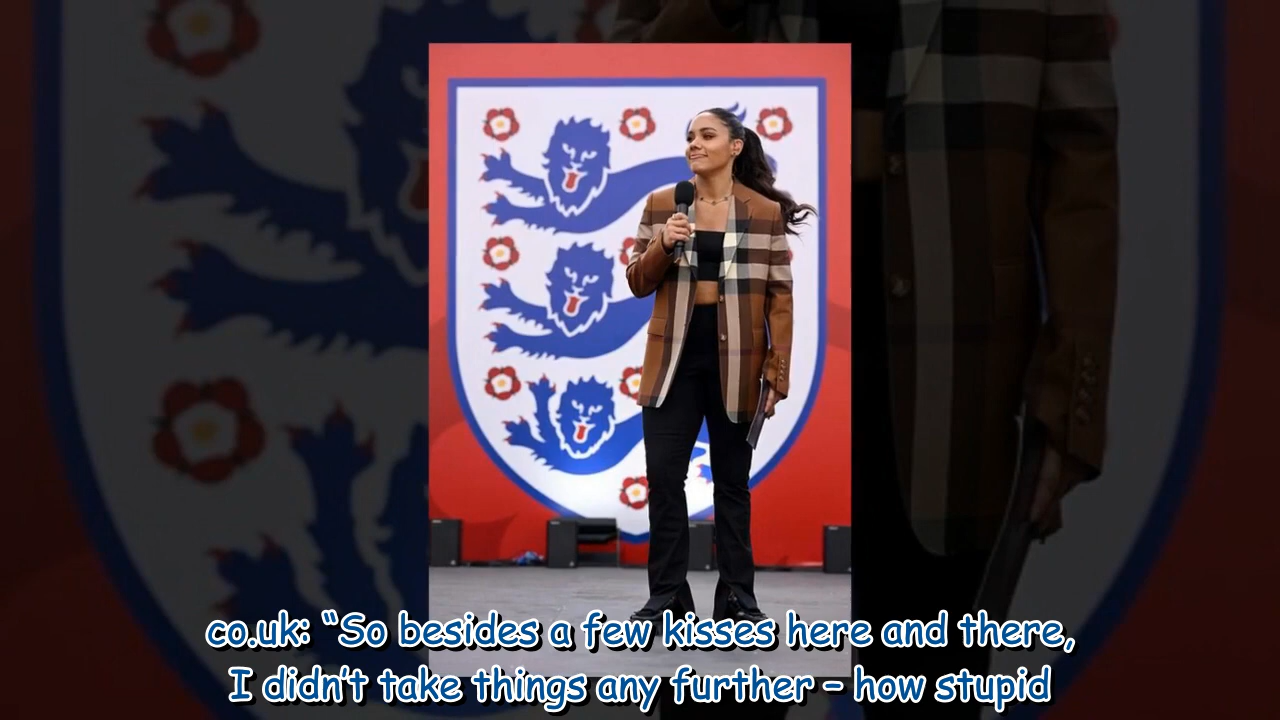 co.uk: “So besides a few kisses here and there,
I didn't take things any further – how stupid